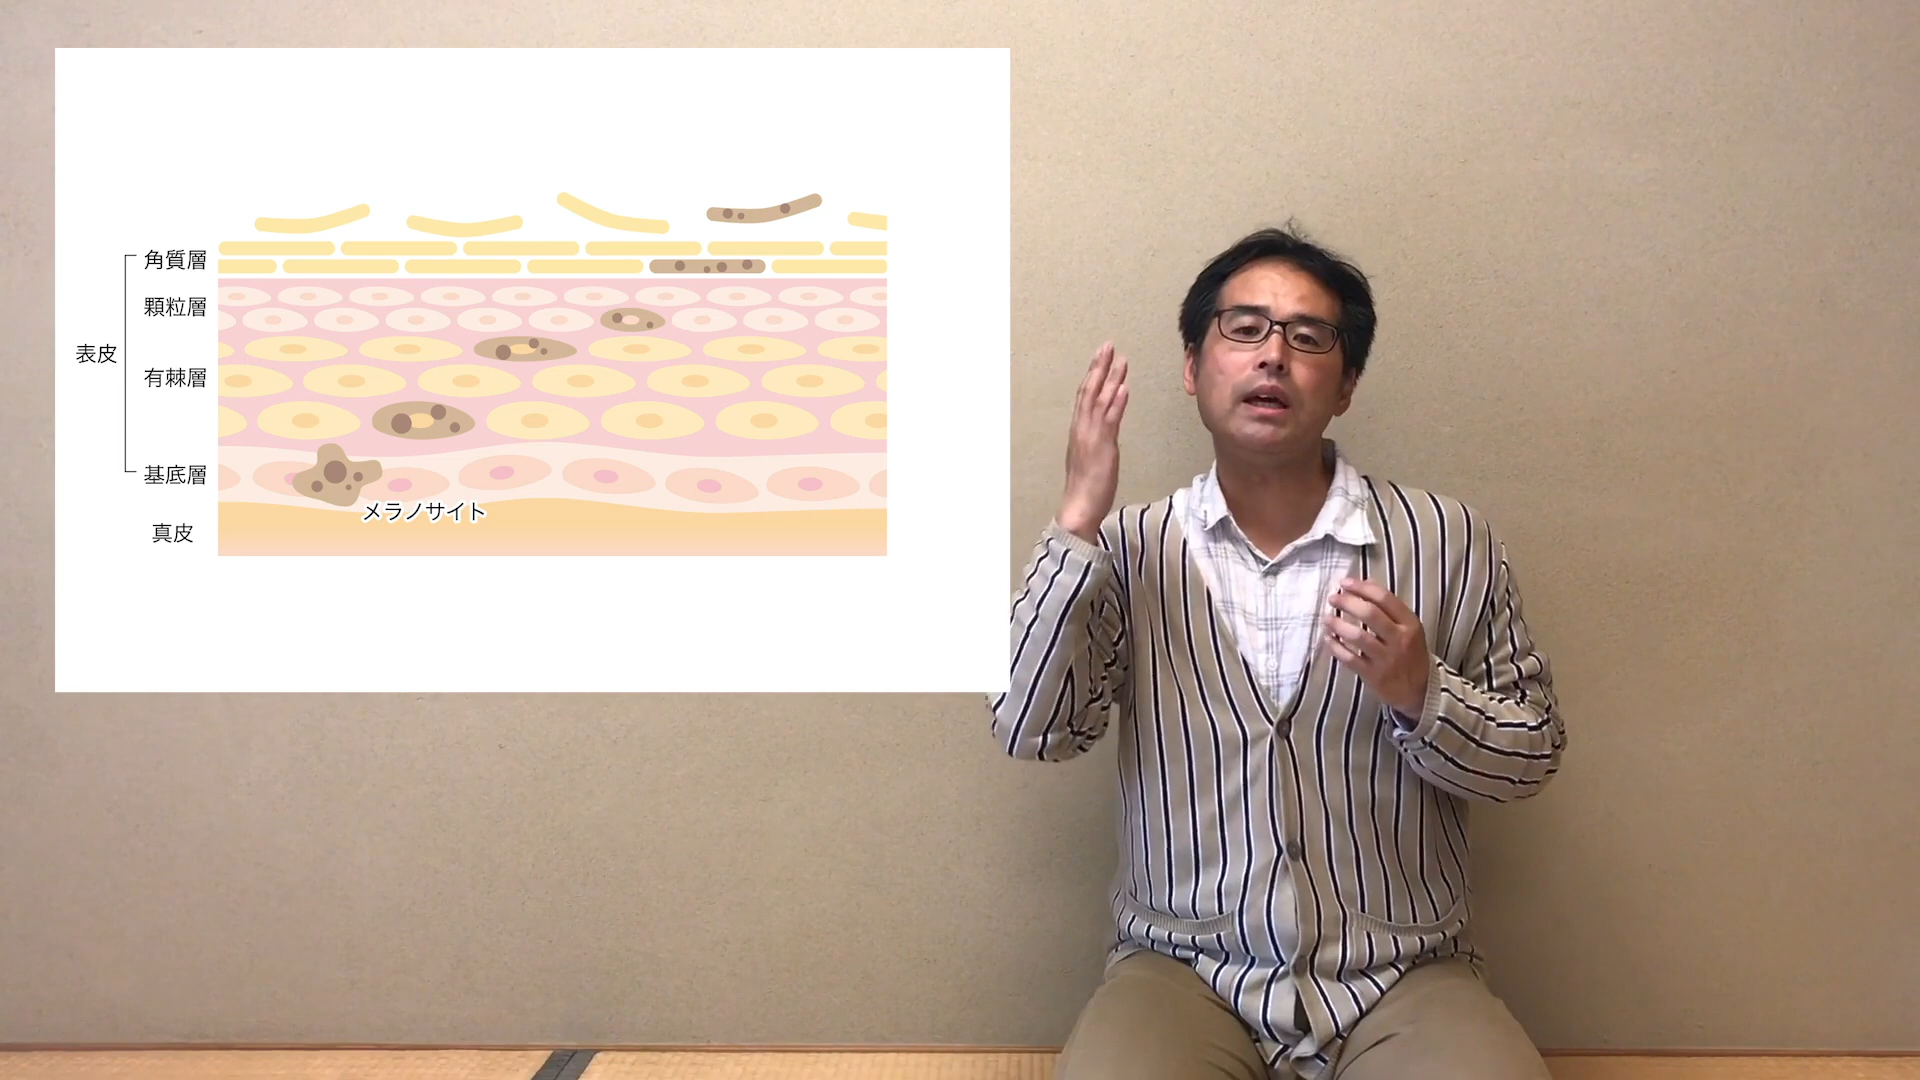 角質層
顆粒層
表皮
有棘層
基底層
メラノサイト
真皮